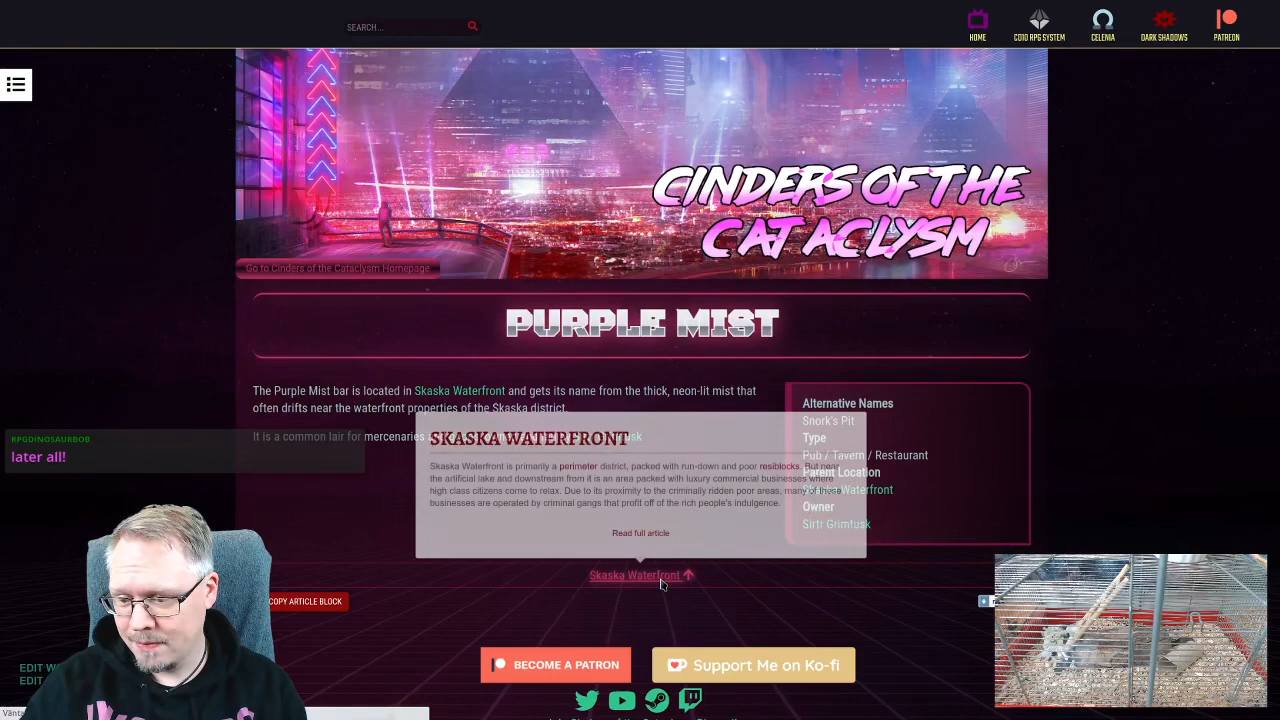 SEARCH...
HOME
CD10 RPG SYSTEM
CELENIA
DARK SHADOWS
PATREON
CINDERS OF THE
CATACLYSM
Go to Cinders of the Cataclysm Homepage
PURPLE MIST
The Purple Mist bar is located in Skaska Waterfront and gets its name from the thick, neon-lit mist that
often drifts near the waterfront properties of the Skaska district.
It is a common lair for mercenaries
Alternative Names
Snork's Pit
Type
Pub / Tavern / Restaurant
Parent Location
Skaska Waterfront
Owner
Sirtr Grimtusk
SKASKA WATERFRONT
Skaska Waterfront is primarily a perimeter district, packed with run-down and poor resiblocks. But near
the artificial lake and downstream from it is an area packed with luxury commercial businesses where
high class citizens come to relax. Due to its proximity to the criminally ridden poor areas, many of these
businesses are operated by criminal gangs that profit off of the rich people's indulgence.
Read full article
RPGDINOSAURBOB
later all!
Skaska Waterfront
COPY ARTICLE BLOCK
EDIT
EDIT
BECOME A PATRON
Support Me on Ko-fi
Vänta